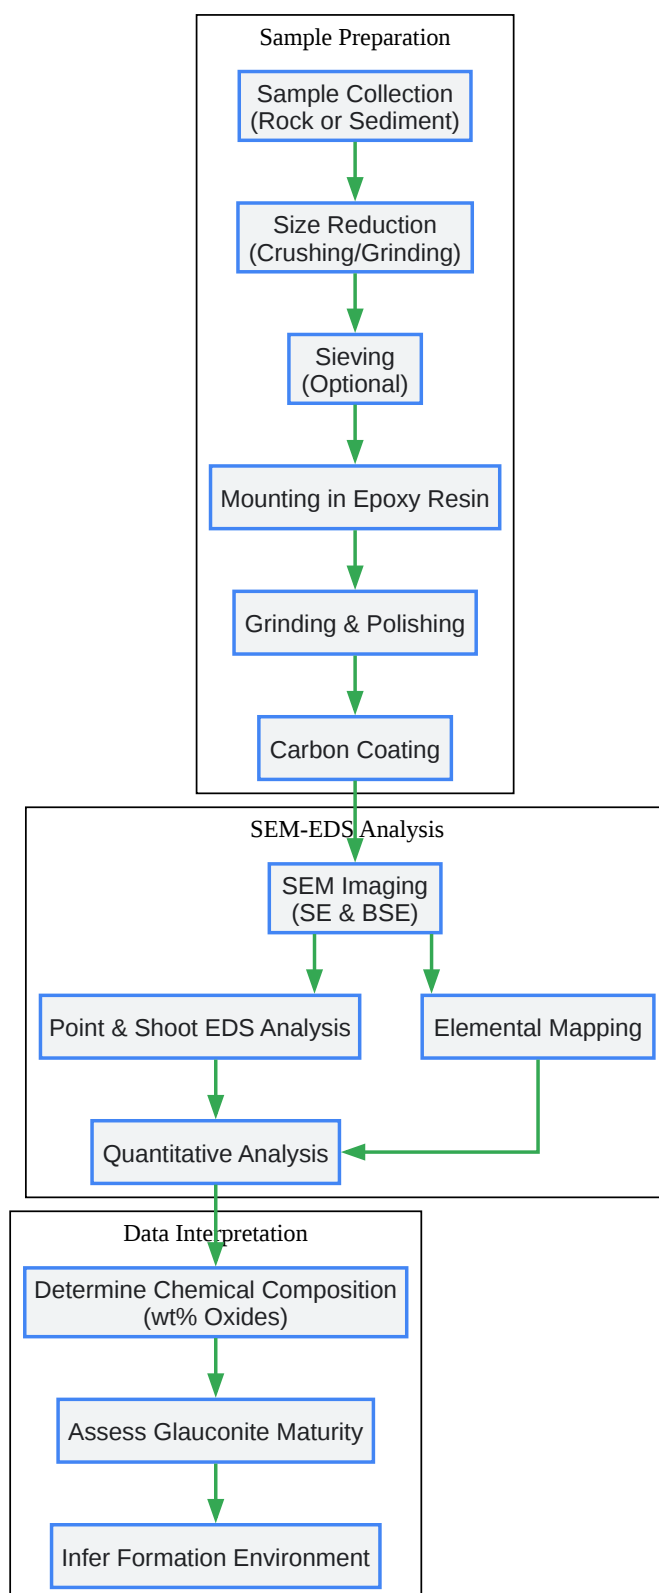 Sample Preparation
Sample Collection
(Rock or Sediment)
Size Reduction
(Crushing/Grinding)
Sieving
(Optional)
Mounting in Epoxy Resin
Grinding & Polishing
Carbon Coating
SEM-EDS Analysis
SEM Imaging
(SE & BSE)
Point & Shoot EDS Analysis
Elemental Mapping
Quantitative Analysis
Data Interpretation
Determine Chemical Composition
(wt% Oxides)
Assess Glauconite Maturity
Infer Formation Environment